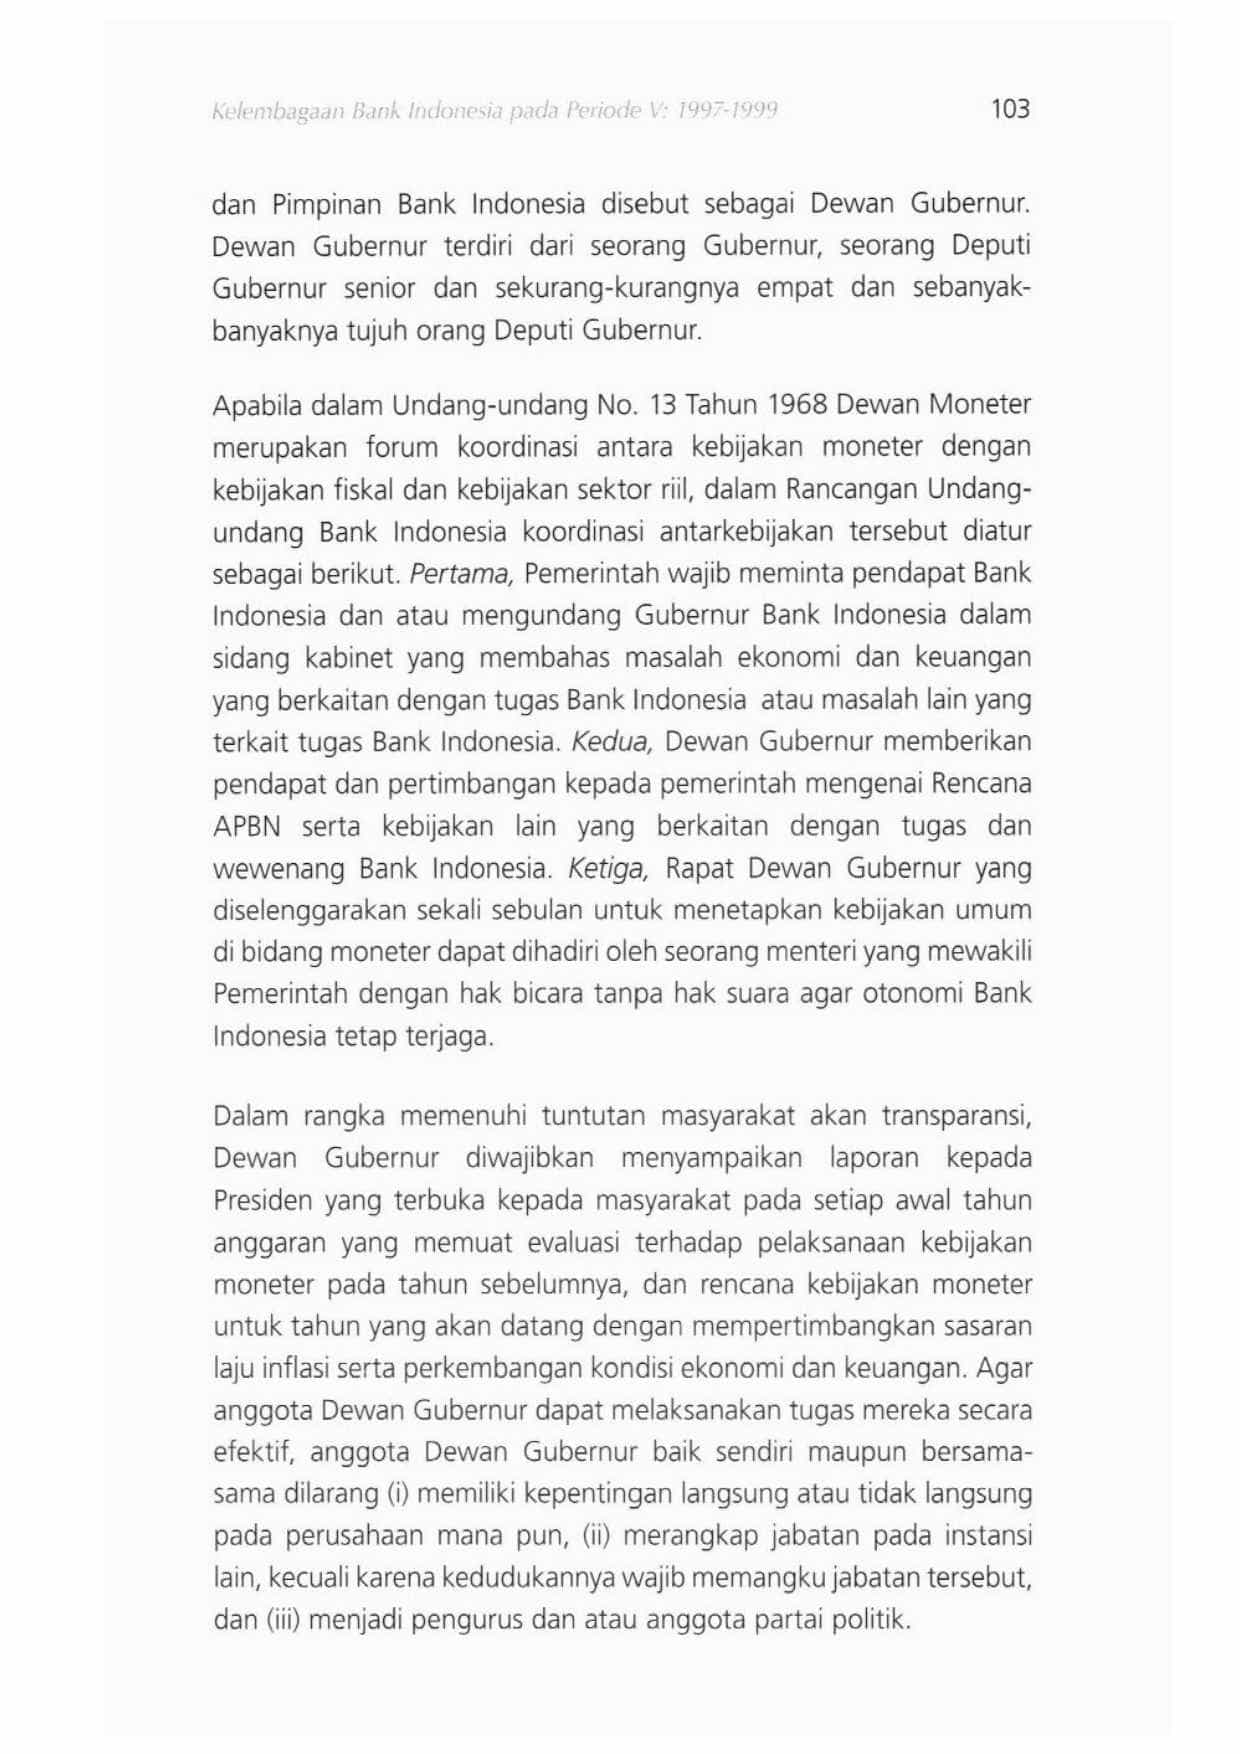 Kelembagaan Bank Indonesia pada Periode V: 1997-1999 103
dan Pimpinan Bank Indonesia disebut sebagai Dewan Gubernur.
Dewan Gubernur terdiri dari seorang Gubernur, seorang Deputi
Gubernur senior dan sekurang-kurangnya empat dan sebanyak-
banyaknya tujuh orang Deputi Gubernur.
Apabila dalam Undang-undang No. 13 Tahun 1968 Dewan Moneter
merupakan forum koordinasi antara kebijakan moneter dengan
kebijakan fiskal dan kebijakan sektor riil, dalam Rancangan Undang-
undang Bank Indonesia koordinasi antarkebijakan tersebut diatur
sebagai berikut. Pertama, Pemerintah wajib meminta pendapat Bank
Indonesia dan atau mengundang Gubernur Bank Indonesia dalam
sidang kabinet yang membahas masalah ekonomi dan keuangan
yang berkaitan dengan tugas Bank Indonesia atau masalah lain yang
terkait tugas Bank Indonesia. Kedua, Dewan Gubernur memberikan
pendapat dan pertimbangan kepada pemerintah mengenai Rencana
APBN serta kebijakan lain yang berkaitan dengan tugas dan
wewenang Bank Indonesia. Ketiga, Rapat Dewan Gubernur yang
diselenggarakan sekali sebulan untuk menetapkan kebijakan umum
di bidang moneter dapat dihadiri oleh seorang menteri yang mewakili
Pemerintah dengan hak bicara tanpa hak suara agar otonomi Bank
Indonesia tetap terjaga.
Dalam rangka memenuhi tuntutan masyarakat akan transparansi,
Dewan Gubernur diwajibkan menyampaikan laporan kepada
Presiden yang terbuka kepada masyarakat pada setiap awal tahun
anggaran yang memuat evaluasi terhadap pelaksanaan kebijakan
moneter pada tahun sebelumnya, dan rencana kebijakan moneter
untuk tahun yang akan datang dengan mempertimbangkan sasaran
laju inflasi serta perkembangan kondisi ekonomi dan keuangan. Agar
anggota Dewan Gubernur dapat melaksanakan tugas mereka secara
efektif, anggota Dewan Gubernur baik sendiri maupun bersama-
sama dilarang (i) memiliki kepentingan langsung atau tidak langsung
pada perusahaan mana pun, (ii) merangkap jabatan pada instansi
lain, kecuali karena kedudukannya wajib memangku jabatan tersebut,
dan (iii) menjadi pengurus dan atau anggota partai politik.